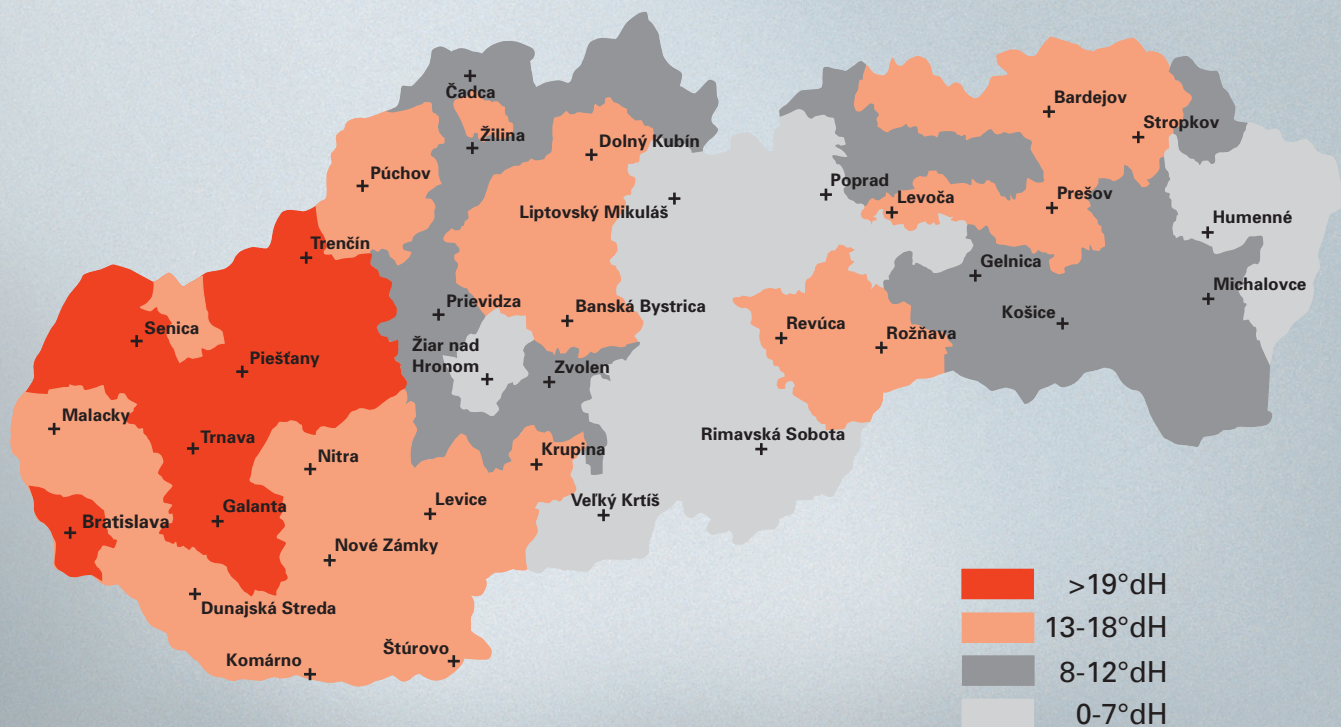 Čadca
Žilina
Dolný Kubín
Púchov
Liptovský Mikuláš
Poprad
Levoča
Bardejov
Stropkov
Prešov
Humenné
Trenčín
Gelnica
Michalovce
Prievidza
Banská Bystrica
Košice
Senica
Revúca
Rožňava
Piešťany
Žiar nad
Hronom
Zvolen
Malacky
Trnava
Nitra
Krupina
Rimavská Sobota
Bratislava
Galanta
Levice
Veľký Krtíš
Nové Zámky
Dunajská Streda
Komárno
Štúrovo
>19°dH
13-18°dH
8-12°dH
0-7°dH